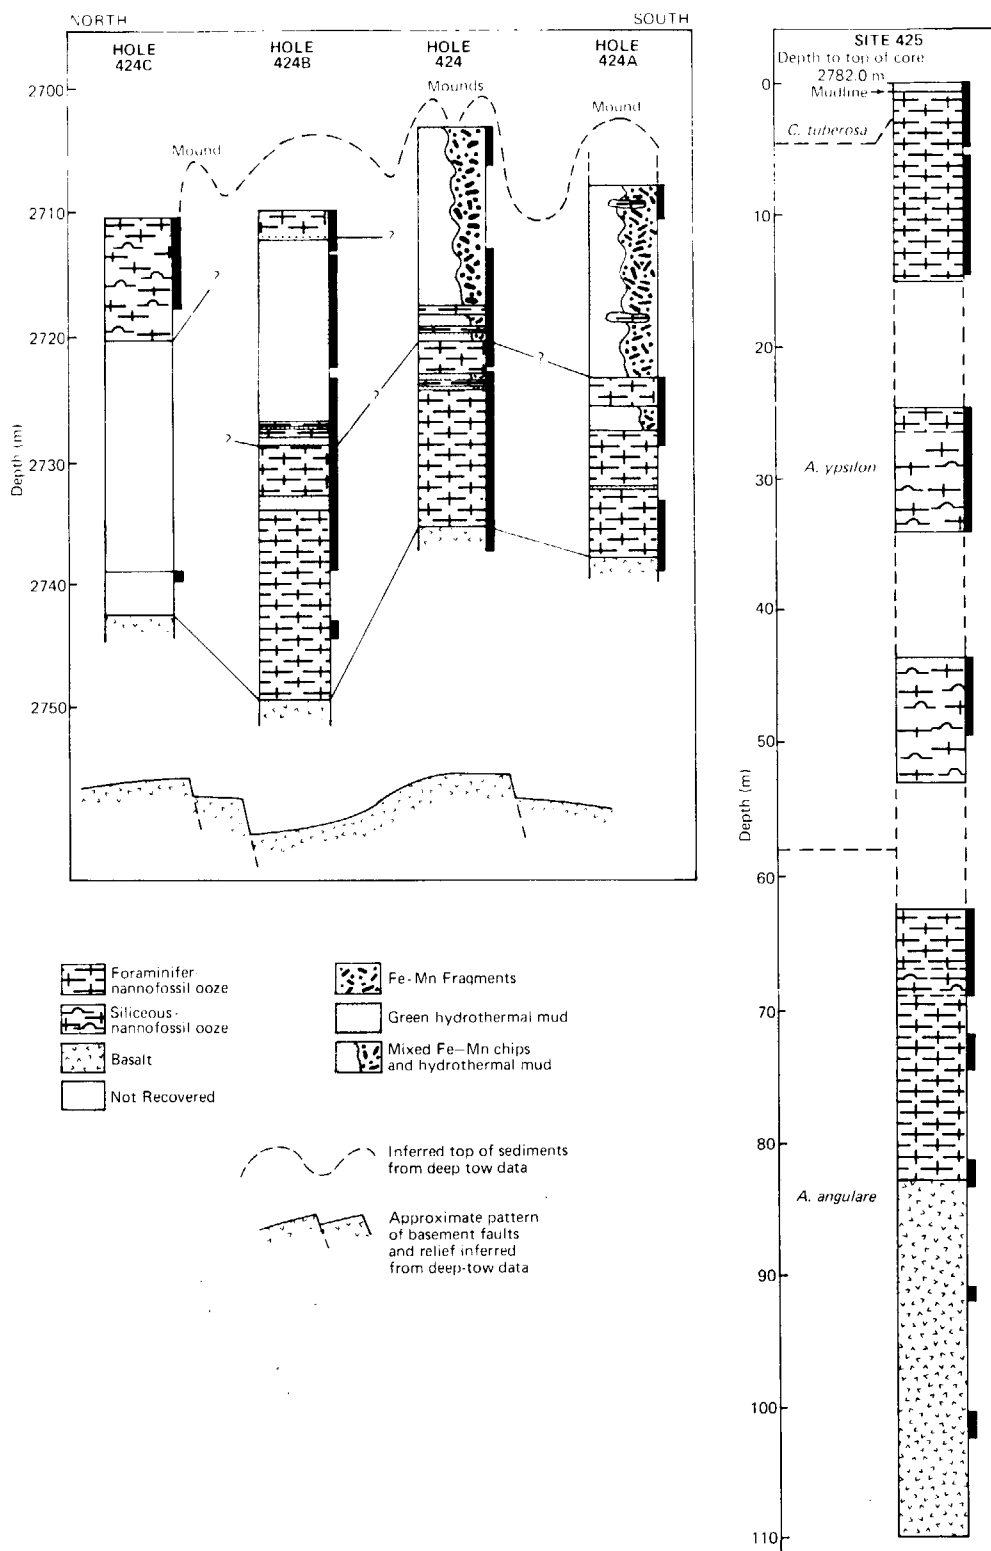 NORTH
SOUTH
HOLE
424C
HOLE
424B
HOLE
424
HOLE
424A
Mounds
Mound
Mound
2700
2710
2720
2730
2740
2750
Depth (m)
?
?
?
?
?
SITE 425
Depth to top of core
2782.0 m
Mudline
C. tuberosa
A. ypsilon
A. angulare
0
10
20
30
40
50
60
70
80
90
100
110
Depth (m)
Foraminifer-
nannofossil ooze
Siliceous-
nannofossil ooze
Basalt
Not Recovered
Fe-Mn Fragments
Green hydrothermal mud
Mixed Fe–Mn chips
and hydrothermal mud
Inferred top of sediments
from deep tow data
Approximate pattern
of basement faults
and relief inferred
from deep-tow data